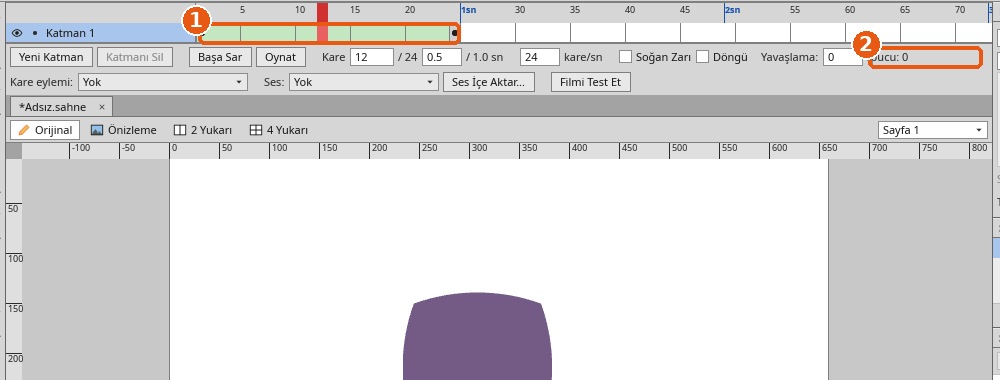 5 10 15 20 1sn 30 35 40 45 2sn 55 60 65 70
1
Katman 1
2
Yeni Katman Katmanı Sil Başa Sar Oynat Kare 12 / 24 0.5 / 1.0 sn 24 kare/sn Soğan Zarı Döngü Yavaşlama: 0 pucu: 0
Kare eylemi: Yok Ses: Yok Ses İçe Aktar... Filmi Test Et
*Adsız.sahne ×
Orijinal Önizleme 2 Yukarı 4 Yukarı Sayfa 1
-100 -50 0 50 100 150 200 250 300 350 400 450 500 550 600 650 700 750 800
50
100
150
200